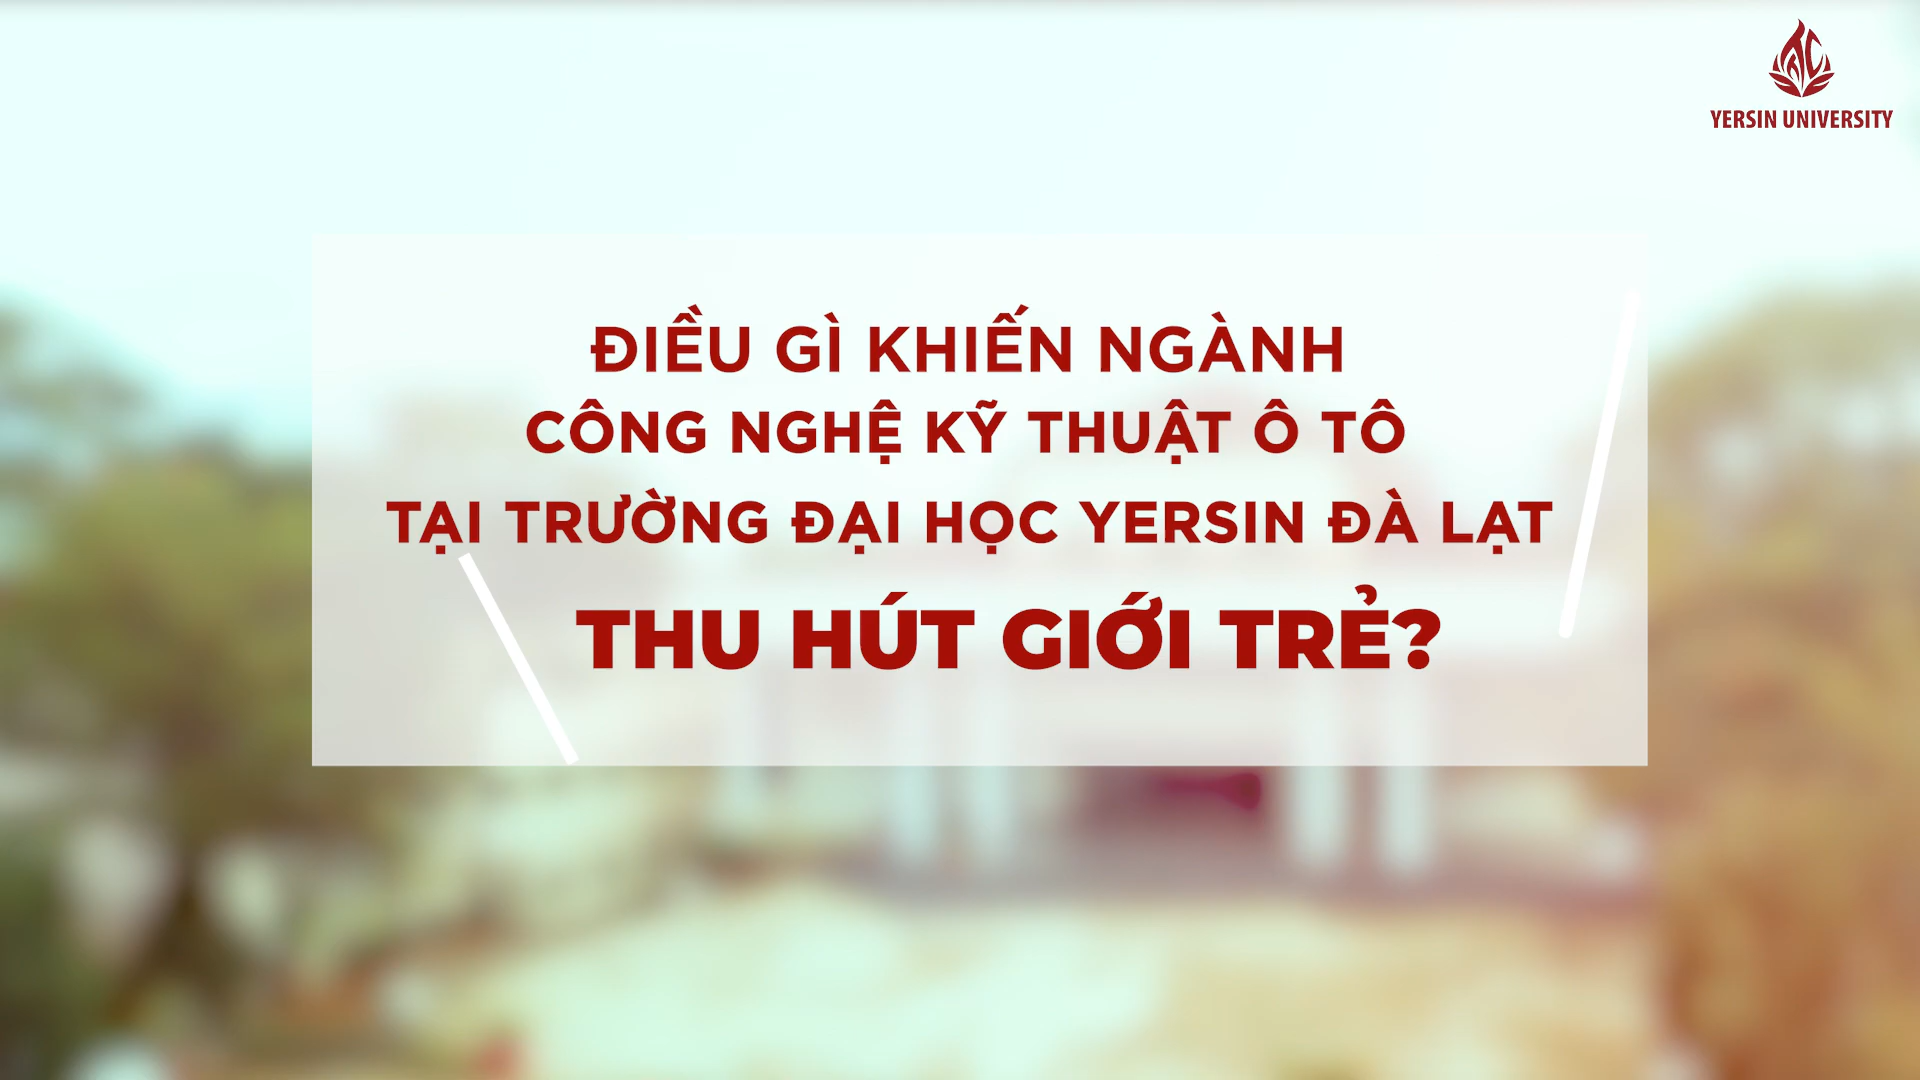 YERSIN UNIVERSITY
ĐIỀU GÌ KHIẾN NGÀNH
CÔNG NGHỆ KỸ THUẬT Ô TÔ
TẠI TRƯỜNG ĐẠI HỌC YERSIN ĐÀ LẠT
THU HÚT GIỚI TRẺ?